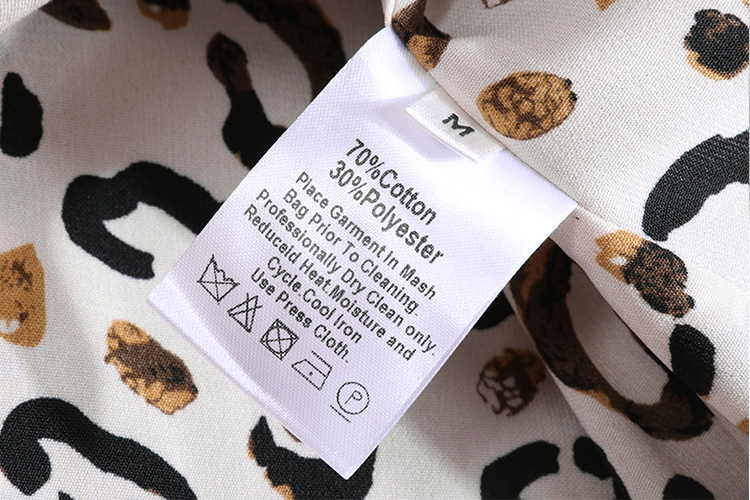 M
70%Cotton
30%Polyester
Place Garment In Mash
Bag Prior To Cleaning.
Professionally Dry Clean only.
Reduceld Heat.Moisture and
Cycle.Cool Iron
Use Press Cloth.
P